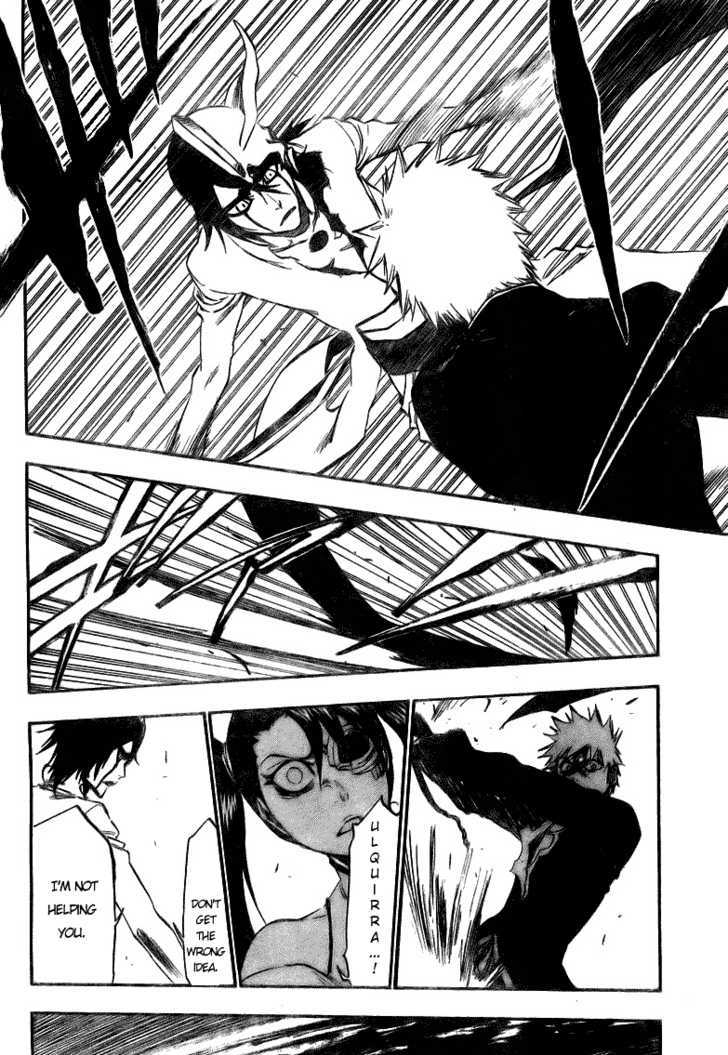 ULQUIRRA...!
DON'T
GET
THE
WRONG
IDEA.
I'M NOT
HELPING
YOU.